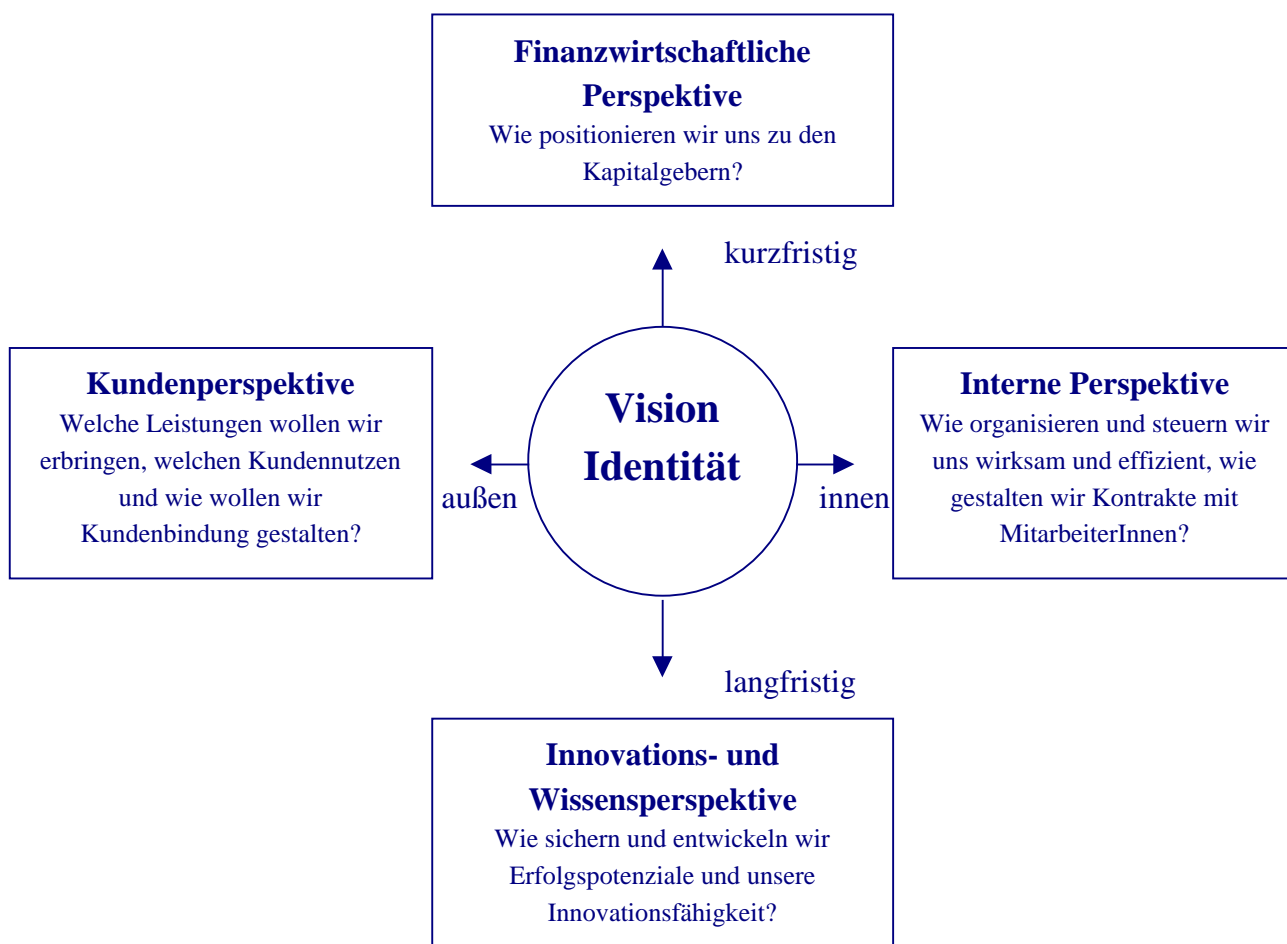 Finanzwirtschaftliche
Perspektive
Wie positionieren wir uns zu den
Kapitalgebern?
kurzfristig
Kundenperspektive
Welche Leistungen wollen wir
erbringen, welchen Kundennutzen
und wie wollen wir
Kundenbindung gestalten?
außen
Vision
Identität
innen
Interne Perspektive
Wie organisieren und steuern wir
uns wirksam und effizient, wie
gestalten wir Kontrakte mit
MitarbeiterInnen?
langfristig
Innovations- und
Wissensperspektive
Wie sichern und entwickeln wir
Erfolgspotenziale und unsere
Innovationsfähigkeit?